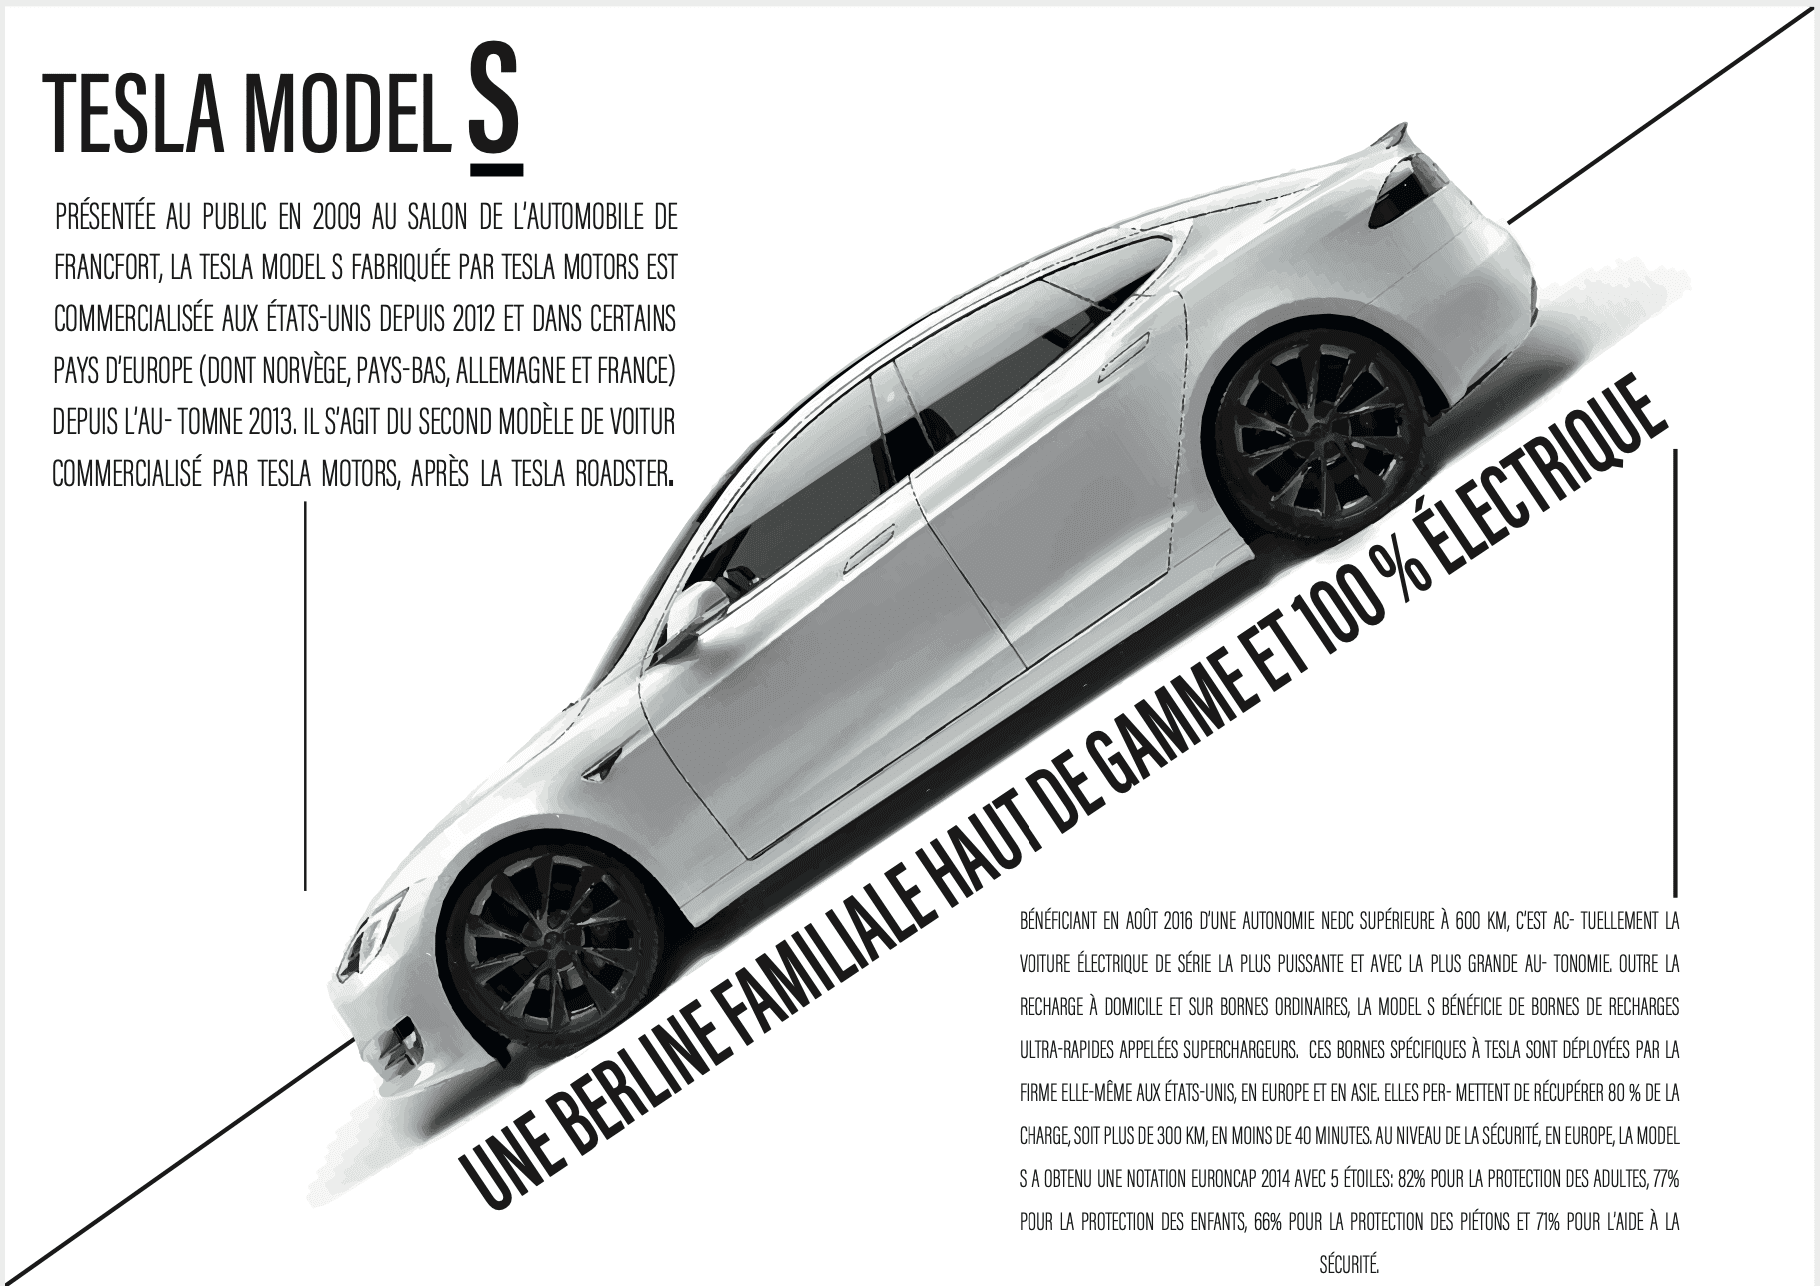 TESLA MODEL S
PRÉSENTÉE AU PUBLIC EN 2009 AU SALON DE L'AUTOMOBILE DE
FRANCFORT, LA TESLA MODEL S FABRIQUÉE PAR TESLA MOTORS EST
COMMERCIALISÉE AUX ÉTATS-UNIS DEPUIS 2012 ET DANS CERTAINS
PAYS D'EUROPE (DONT NORVÈGE, PAYS-BAS, ALLEMAGNE ET FRANCE)
DEPUIS L'AU- TOMNE 2013. IL S'AGIT DU SECOND MODÈLE DE VOITUR
COMMERCIALISÉ PAR TESLA MOTORS, APRÈS LA TESLA ROADSTER.
UNE BERLINE FAMILIALE HAUT DE GAMME ET 100 % ÉLECTRIQUE
BÉNÉFICIANT EN AOÛT 2016 D'UNE AUTONOMIE NEDC SUPÉRIEURE À 600 KM, C'EST AC- TUELLEMENT LA
VOITURE ÉLECTRIQUE DE SÉRIE LA PLUS PUISSANTE ET AVEC LA PLUS GRANDE AU- TONOMIE. OUTRE LA
RECHARGE À DOMICILE ET SUR BORNES ORDINAIRES, LA MODEL S BÉNÉFICIE DE BORNES DE RECHARGES
ULTRA-RAPIDES APPELÉES SUPERCHARGEURS. CES BORNES SPÉCIFIQUES À TESLA SONT DÉPLOYÉES PAR LA
FIRME ELLE-MÊME AUX ÉTATS-UNIS, EN EUROPE ET EN ASIE. ELLES PER- METTENT DE RÉCUPÉRER 80 % DE LA
CHARGE, SOIT PLUS DE 300 KM, EN MOINS DE 40 MINUTES. AU NIVEAU DE LA SÉCURITÉ, EN EUROPE, LA MODEL
S A OBTENU UNE NOTATION EURONCAP 2014 AVEC 5 ÉTOILES: 82% POUR LA PROTECTION DES ADULTES, 77%
POUR LA PROTECTION DES ENFANTS, 66% POUR LA PROTECTION DES PIÉTONS ET 71% POUR L'AIDE À LA
SÉCURITÉ.